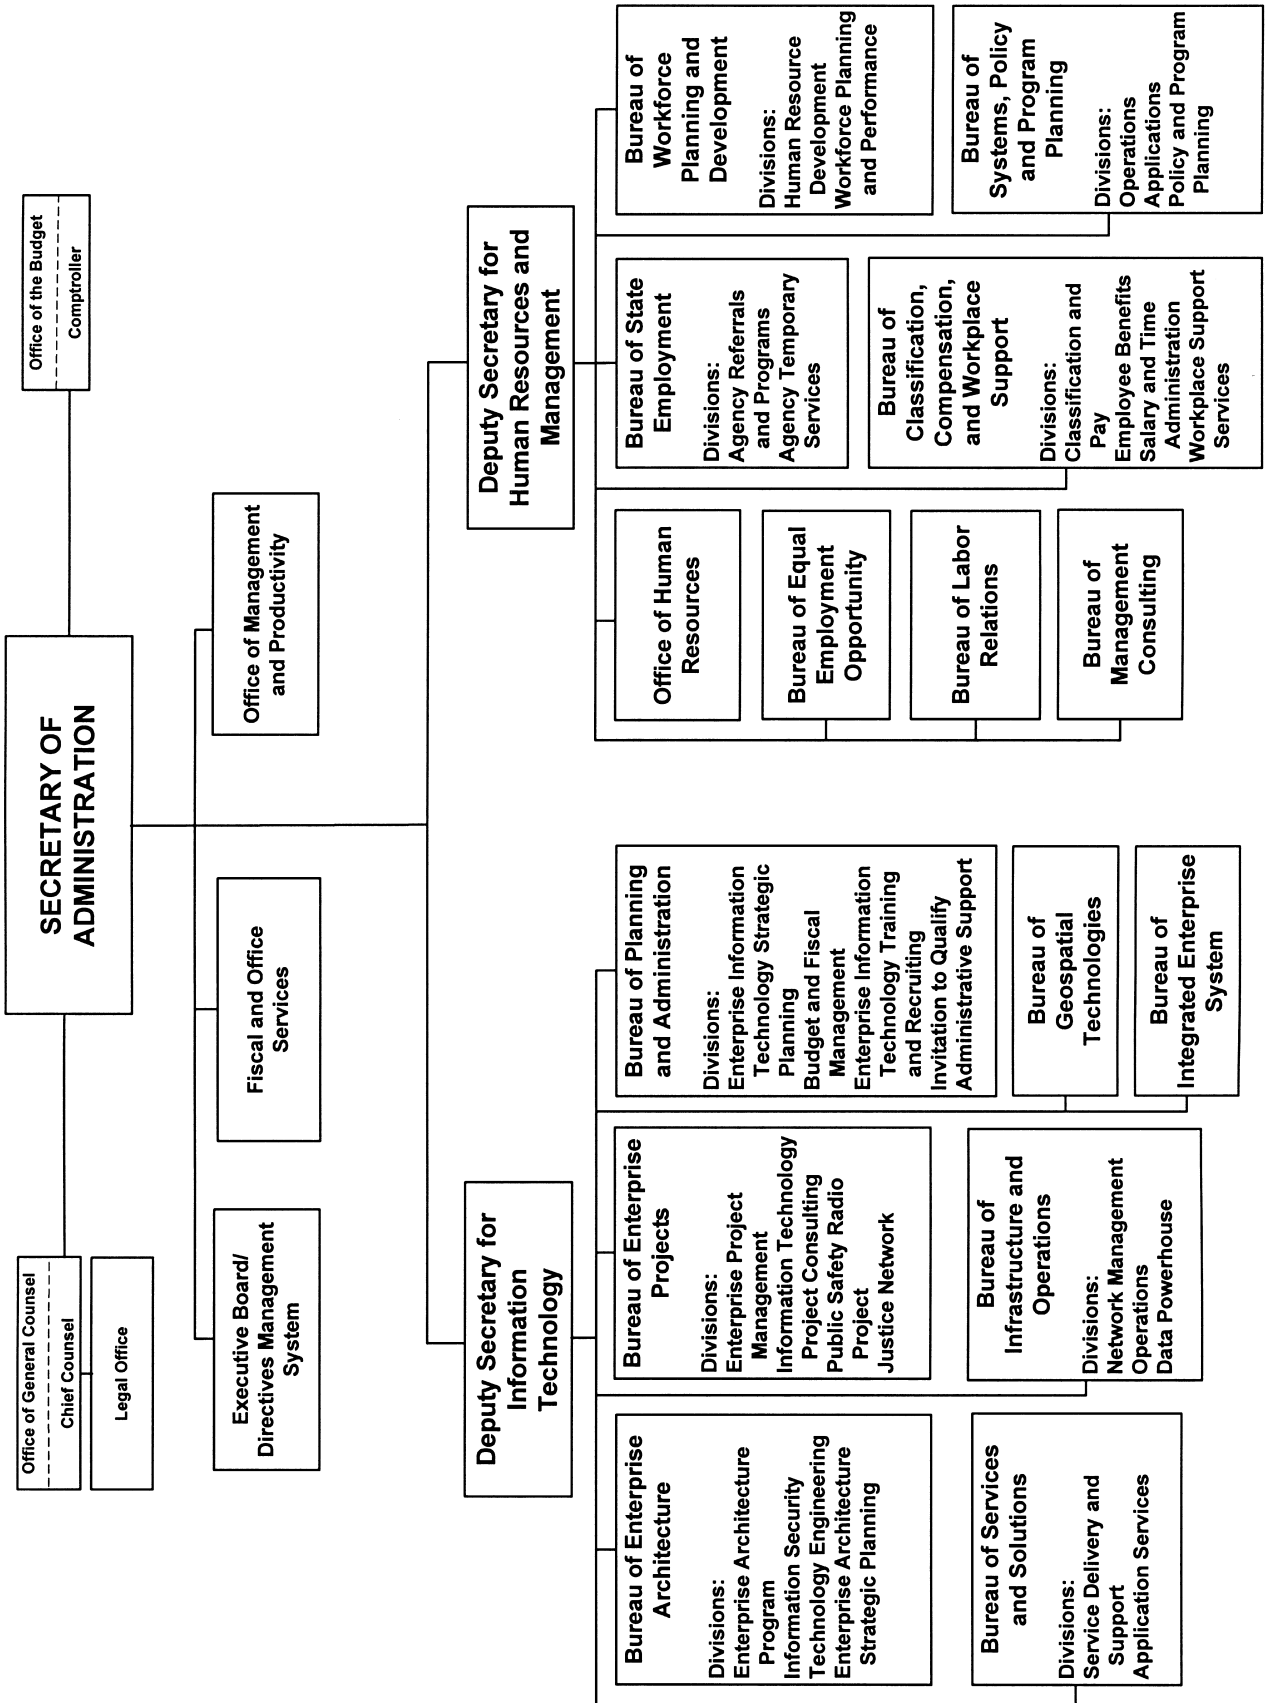 SECRETARY OF
ADMINISTRATION
Office of General Counsel
Chief Counsel
Legal Office
Office of the Budget
Comptroller
Executive Board/
Directives Management
System
Fiscal and Office
Services
Office of Management
and Productivity
Deputy Secretary for
Information
Technology
Deputy Secretary for
Human Resources and
Management
Bureau of Enterprise
Architecture
Divisions:
Enterprise Architecture
Program
Information Security
Technology Engineering
Enterprise Architecture
Strategic Planning
Bureau of Services
and Solutions
Divisions:
Service Delivery and
Support
Application Services
Bureau of Enterprise
Projects
Divisions:
Enterprise Project
Management
Information Technology
Project Consulting
Public Safety Radio
Project
Justice Network
Bureau of
Infrastructure and
Operations
Divisions:
Network Management
Operations
Data Powerhouse
Bureau of Planning
and Administration
Divisions:
Enterprise Information
Technology Strategic
Planning
Budget and Fiscal
Management
Enterprise Information
Technology Training
and Recruiting
Invitation to Qualify
Administrative Support
Bureau of
Geospatial
Technologies
Bureau of
Integrated Enterprise
System
Office of Human
Resources
Bureau of Equal
Employment
Opportunity
Bureau of Labor
Relations
Bureau of
Management
Consulting
Bureau of State
Employment
Divisions:
Agency Referrals
and Programs
Agency Temporary
Services
Bureau of
Classification,
Compensation,
and Workplace
Support
Divisions:
Classification and
Pay
Employee Benefits
Salary and Time
Administration
Workplace Support
Services
Bureau of
Workforce
Planning and
Development
Divisions:
Human Resource
Development
Workforce Planning
and Performance
Bureau of
Systems, Policy
and Program
Planning
Divisions:
Operations
Applications
Policy and Program
Planning